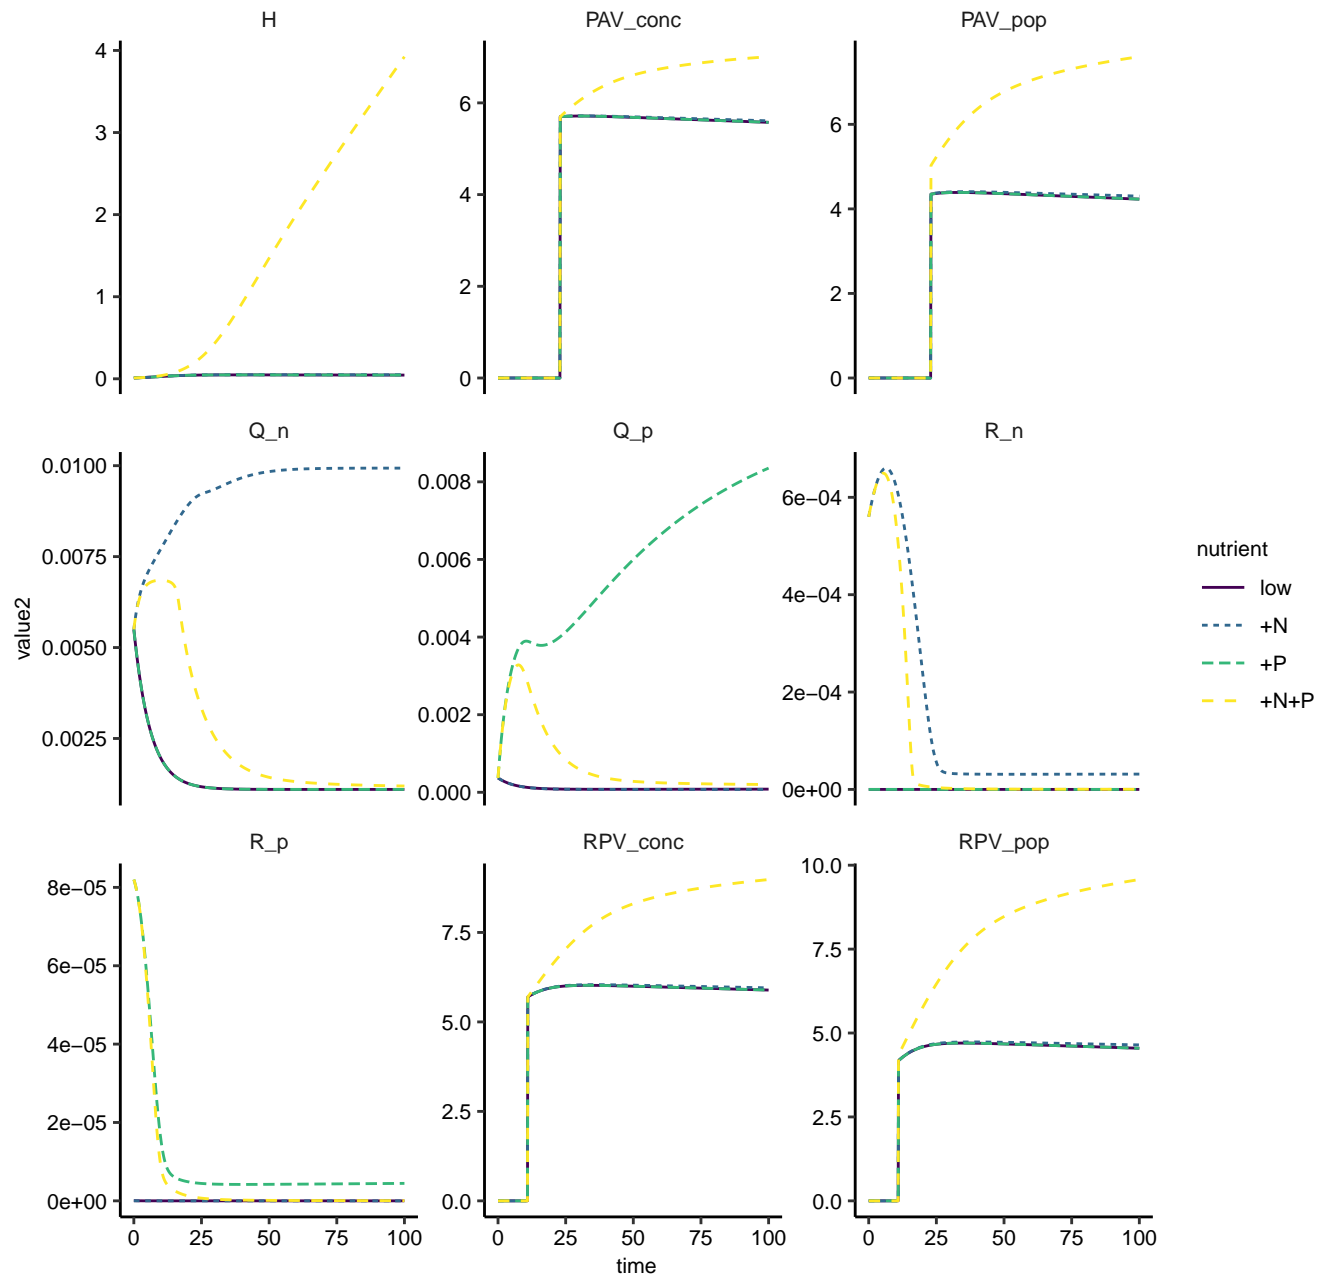 H
PAV_conc
PAV_pop
4
3
2
1
0
6
4
2
0
6
4
2
0
Q_n
Q_p
R_n
0.0100
0.0075
0.0050
0.0025
0.008
0.006
0.004
0.002
0.000
6e−04
4e−04
2e−04
0e+00
value2
nutrient
low
+N
+P
+N+P
R_p
RPV_conc
RPV_pop
8e−05
6e−05
4e−05
2e−05
0e+00
7.5
5.0
2.5
0.0
10.0
7.5
5.0
2.5
0.0
0 25 50 75 100
0 25 50 75 100
0 25 50 75 100
time